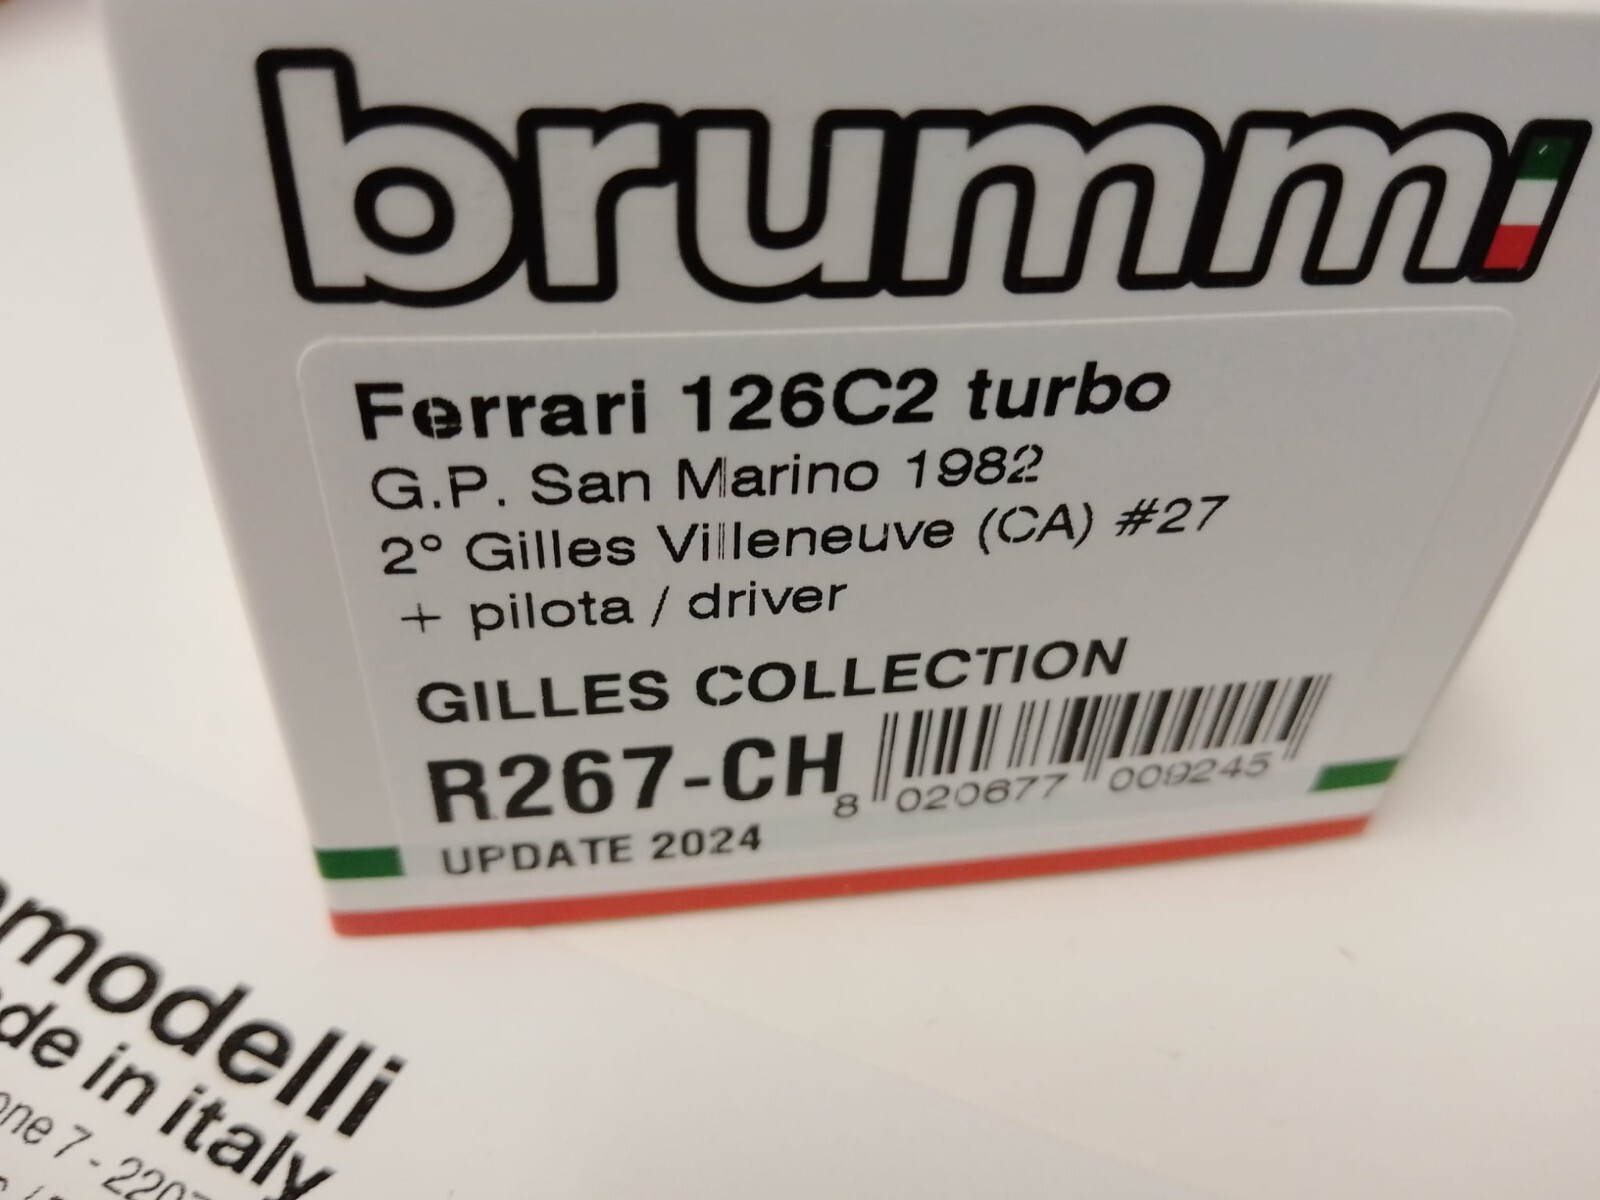 brumm
Ferrari 126C2 turbo
G.P. San Marino 1982
2° Gilles Villeneuve (CA) #27
+ pilota / driver
GILLES COLLECTION
R267-CH
8 020677 009245
UPDATE 2024
modelli
in italy
7 -